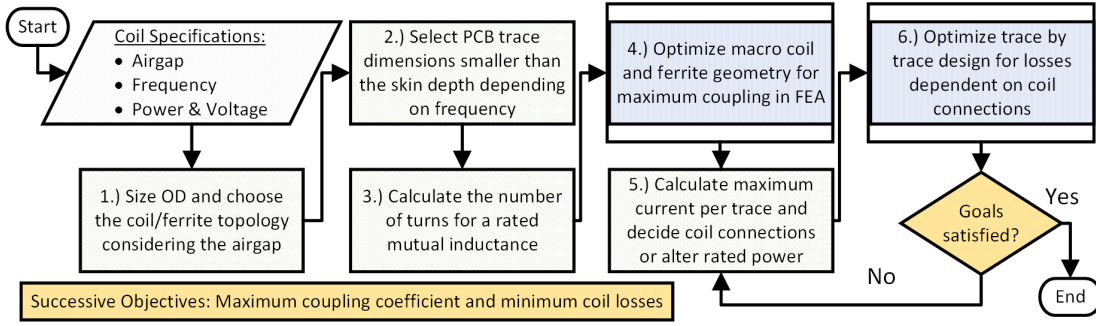 Start
Coil Specifications:
• Airgap
• Frequency
• Power & Voltage
1.) Size OD and choose
the coil/ferrite topology
considering the airgap
2.) Select PCB trace
dimensions smaller than
the skin depth depending
on frequency
3.) Calculate the number
of turns for a rated
mutual inductance
4.) Optimize macro coil
and ferrite geometry for
maximum coupling in FEA
5.) Calculate maximum
current per trace and
decide coil connections
or alter rated power
6.) Optimize trace by
trace design for losses
dependent on coil
connections
Goals
satisfied?
Yes
No
End
Successive Objectives: Maximum coupling coefficient and minimum coil losses